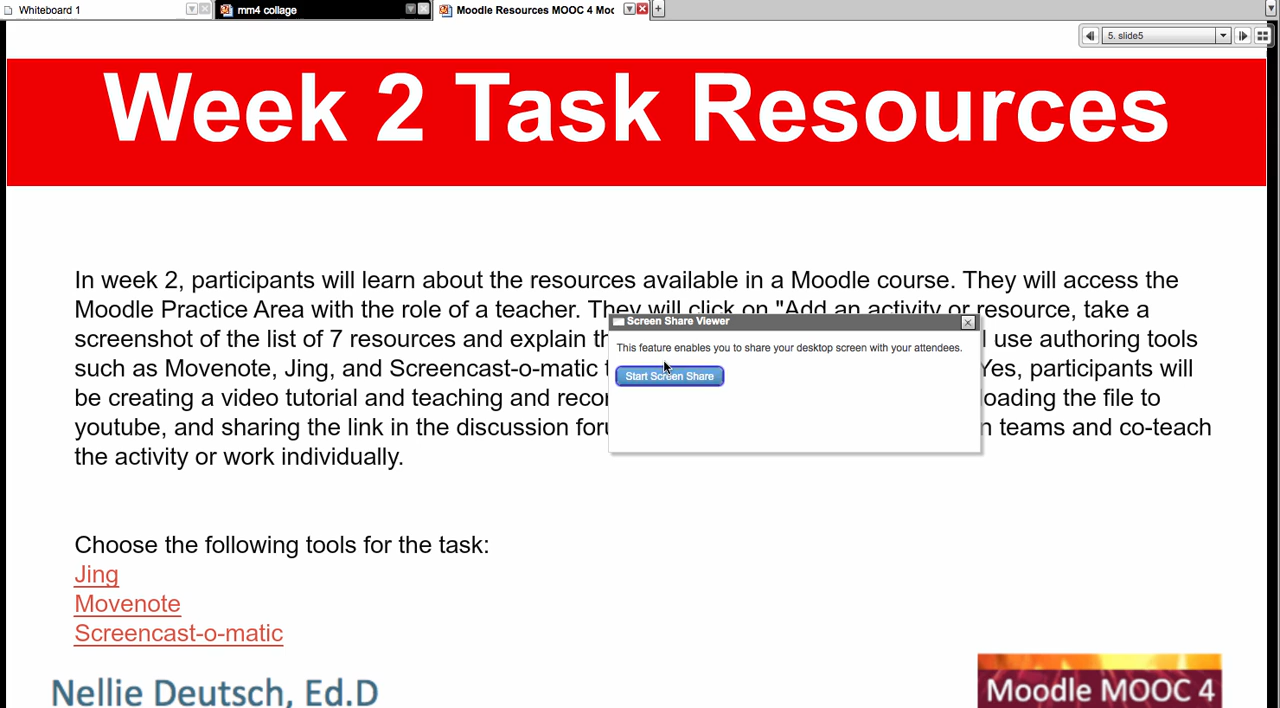 Whiteboard 1
mm4 collage
Moodle Resources MOOC 4 Moc
5. slide5
Week 2 Task Resources
In week 2, participants will learn about the resources available in a Moodle course. They will access the
Moodle Practice Area with the role of a teacher. They will click on "Add an activity or resource, take a
screenshot of the list of 7 resources and explain th
use authoring tools
such as Movenote, Jing, and Screencast-o-matic
Yes, participants will
be creating a video tutorial and teaching and recor
loading the file to
youtube, and sharing the link in the discussion foru
n teams and co-teach
the activity or work individually.
Screen Share Viewer
This feature enables you to share your desktop screen with your attendees.
Start Screen Share
Choose the following tools for the task:
Jing
Movenote
Screencast-o-matic
Nellie Deutsch, Ed.D
Moodle MOOC 4